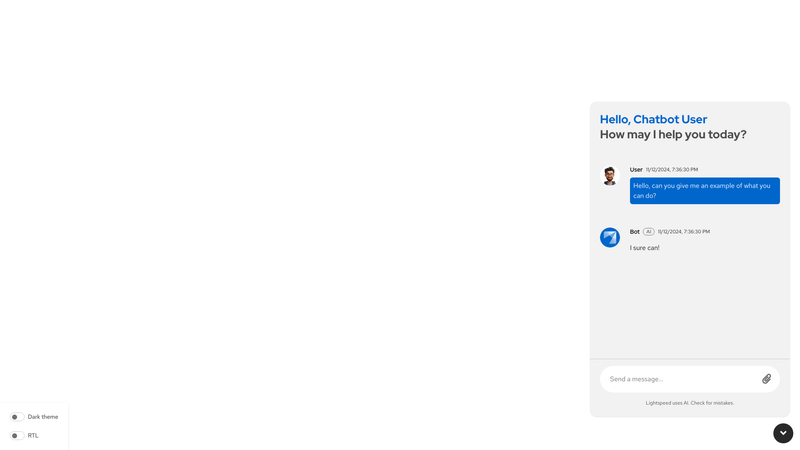 Hello, Chatbot User
How may I help you today?
User 11/12/2024, 7:36:30 PM
Hello, can you give me an example of what you
can do?
Bot AI 11/12/2024, 7:36:30 PM
I sure can!
Send a message...
Lightspeed uses AI. Check for mistakes.
Dark theme
RTL